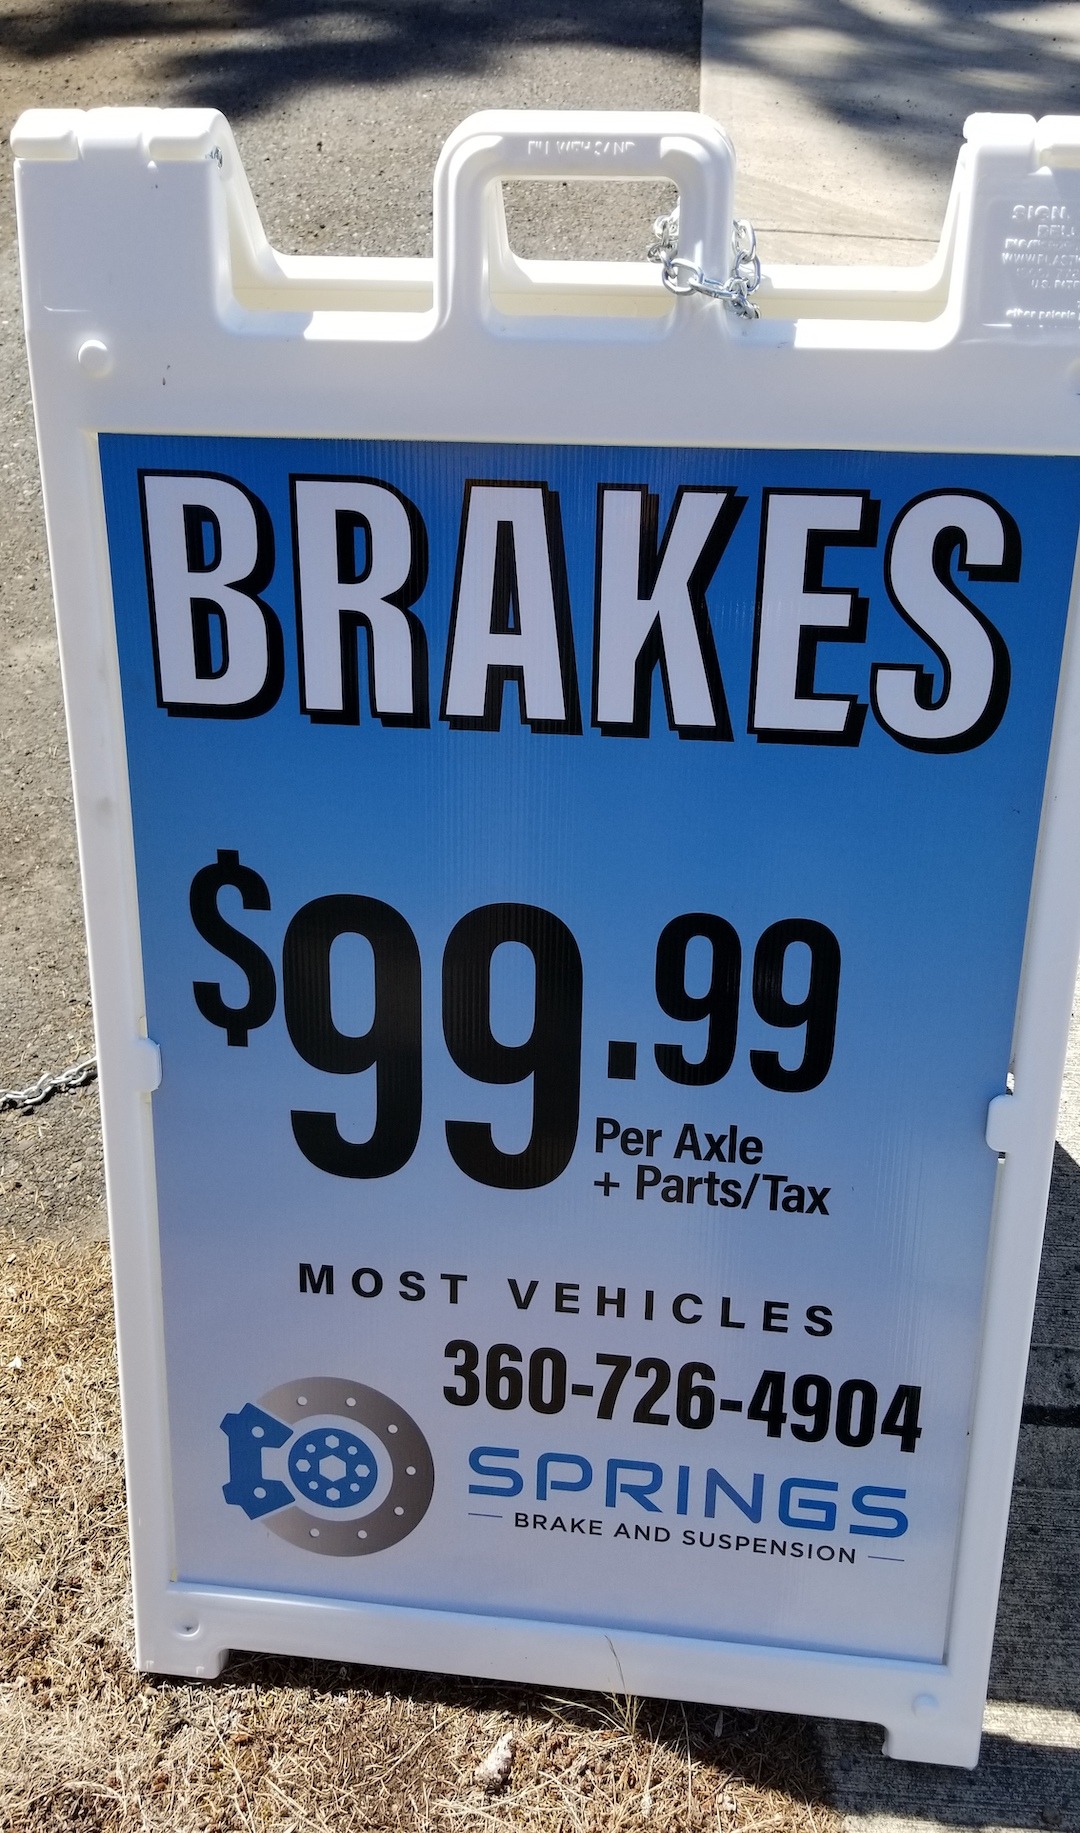 BRAKES
$99.99
Per Axle
+ Parts/Tax
MOST VEHICLES
360-726-4904
SPRINGS
BRAKE AND SUSPENSION